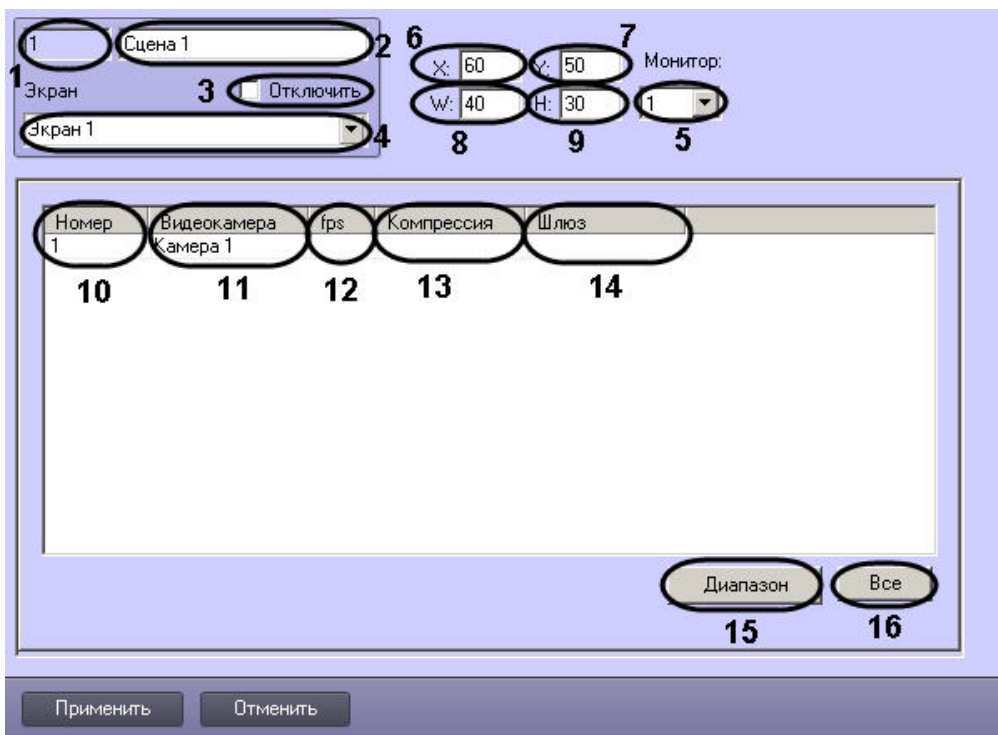 1 Сцена 1 2 6 7
1 X: 60 Y: 50 Монитор:
Экран 3 Отключить W: 40 H: 30 1
Экран 1 4 8 9 5
Номер Видеокамера fps Компрессия Шлюз
1 Камера 1
10 11 12 13 14
Диапазон Все
15 16
Применить Отменить